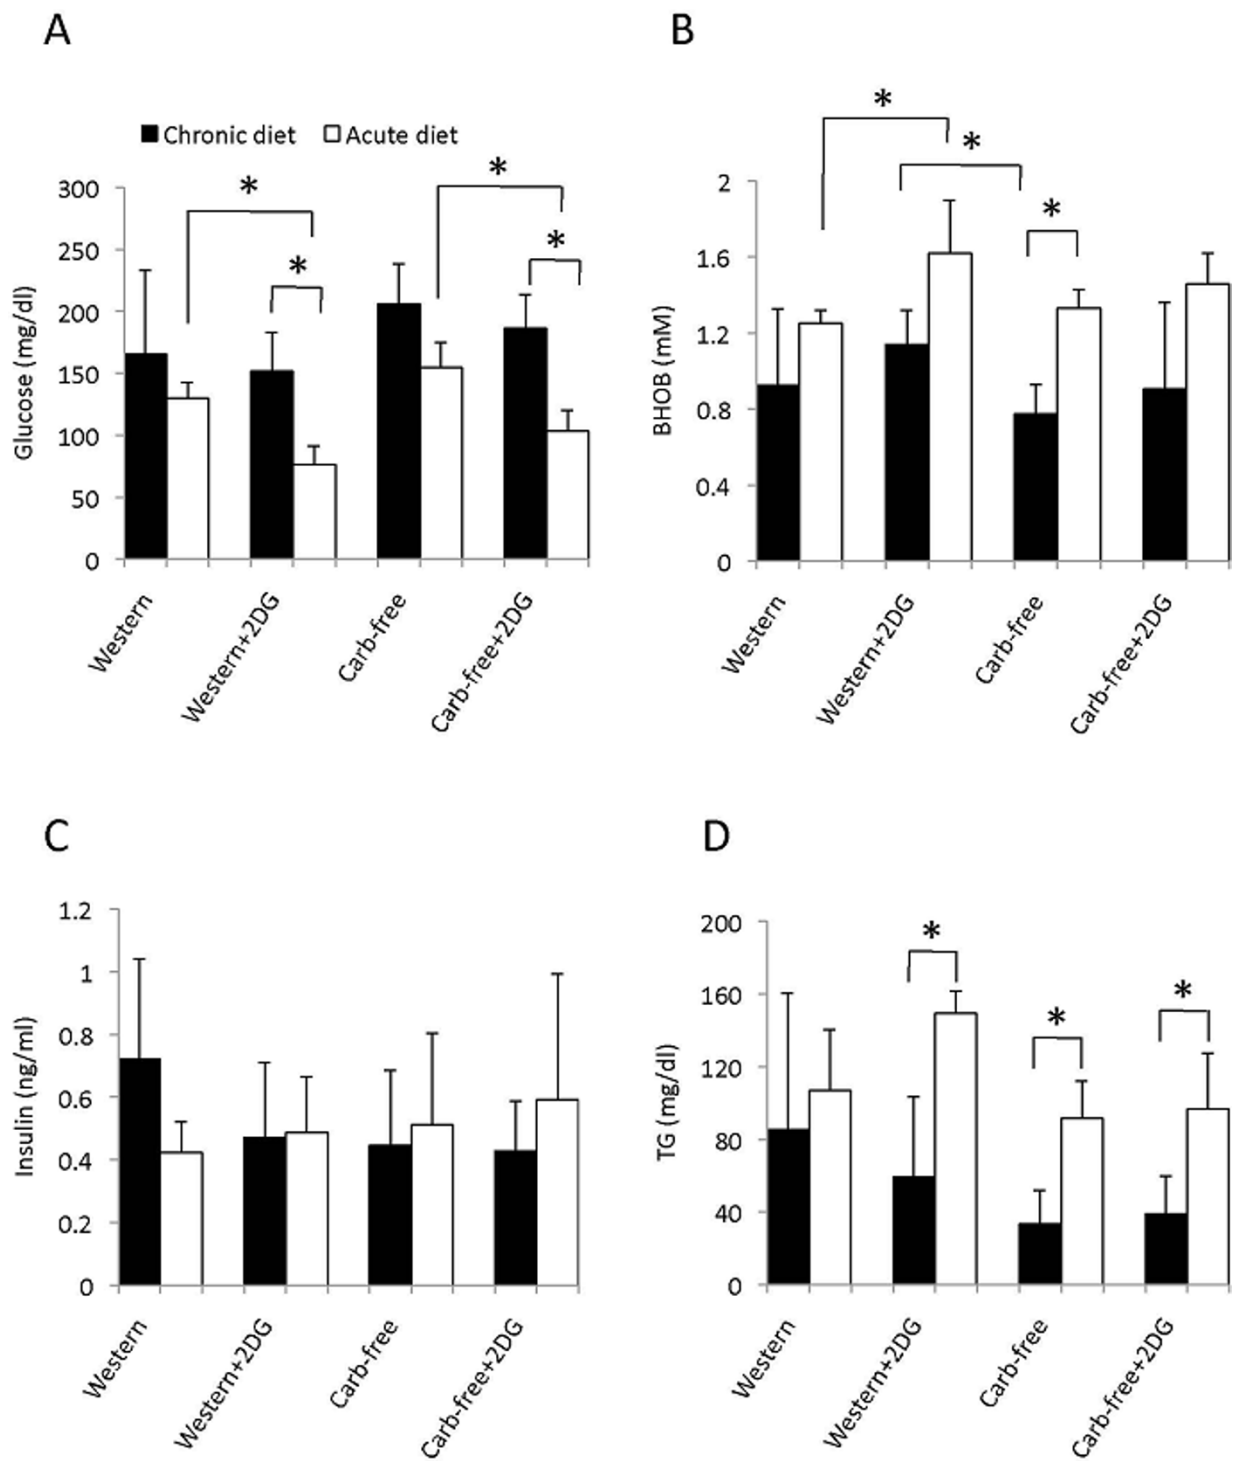 A
B
Chronic diet
Acute diet
*
*
*
*
*
*
*
Glucose (mg/dl)
300
250
200
150
100
50
0
Western
Western+2DG
Carb-free
Carb-free+2DG
BHOB (mM)
2
1.6
1.2
0.8
0.4
0
Western
Western+2DG
Carb-free
Carb-free+2DG
C
D
Insulin (ng/ml)
1.2
1
0.8
0.6
0.4
0.2
0
Western
Western+2DG
Carb-free
Carb-free+2DG
TG (mg/dl)
200
160
120
80
40
0
*
*
*
Western
Western+2DG
Carb-free
Carb-free+2DG